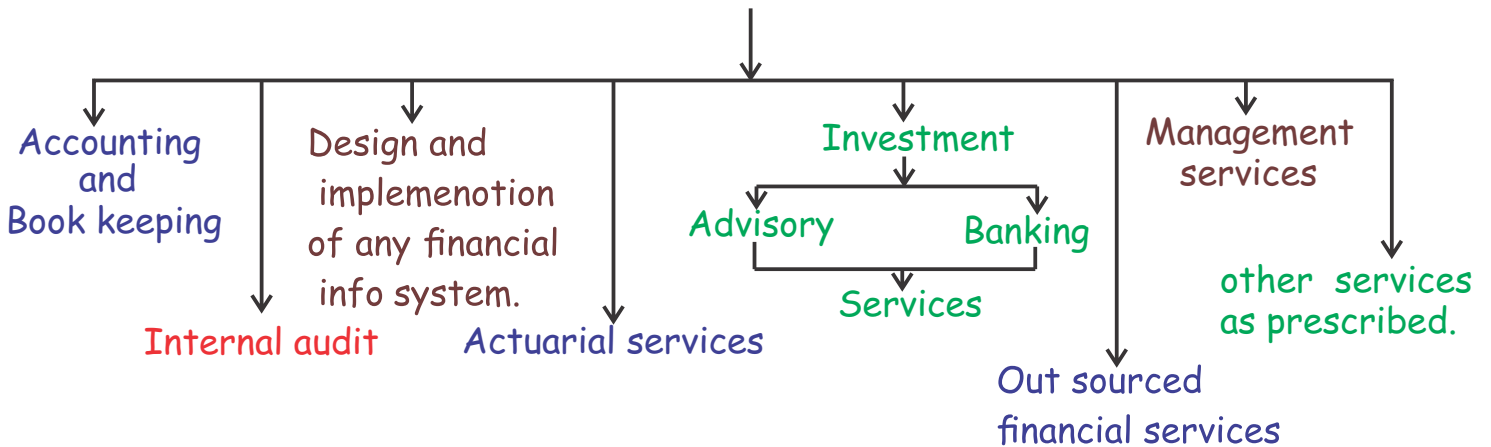 Accounting
and
Book keeping
Internal audit
Design and
implemenotion
of any financial
info system.
Actuarial services
Investment
Advisory
Banking
Services
Out sourced
financial services
Management
services
other services
as prescribed.